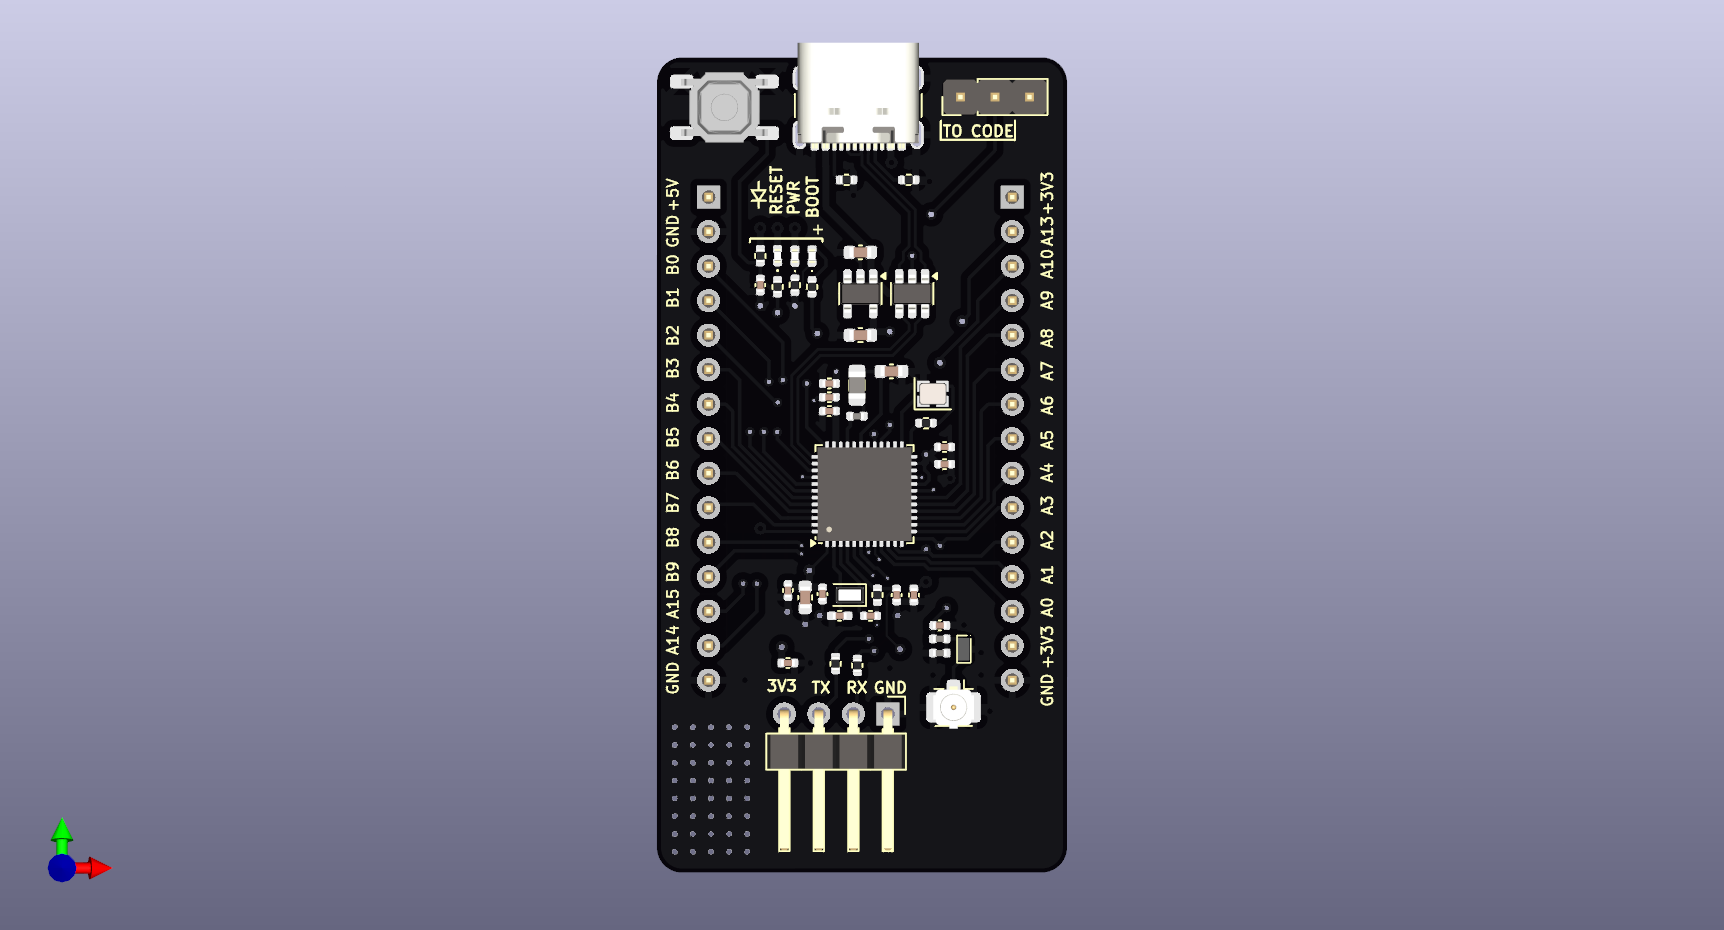 TO CODE
RESET
PWR
BOOT
+
+5V
GND
B0
B1
B2
B3
B4
B5
B6
B7
B8
B9
A15
A14
GND
+3V3
A13
A10
A9
A8
A7
A6
A5
A4
A3
A2
A1
A0
+3V3
GND
3V3 TX RX GND